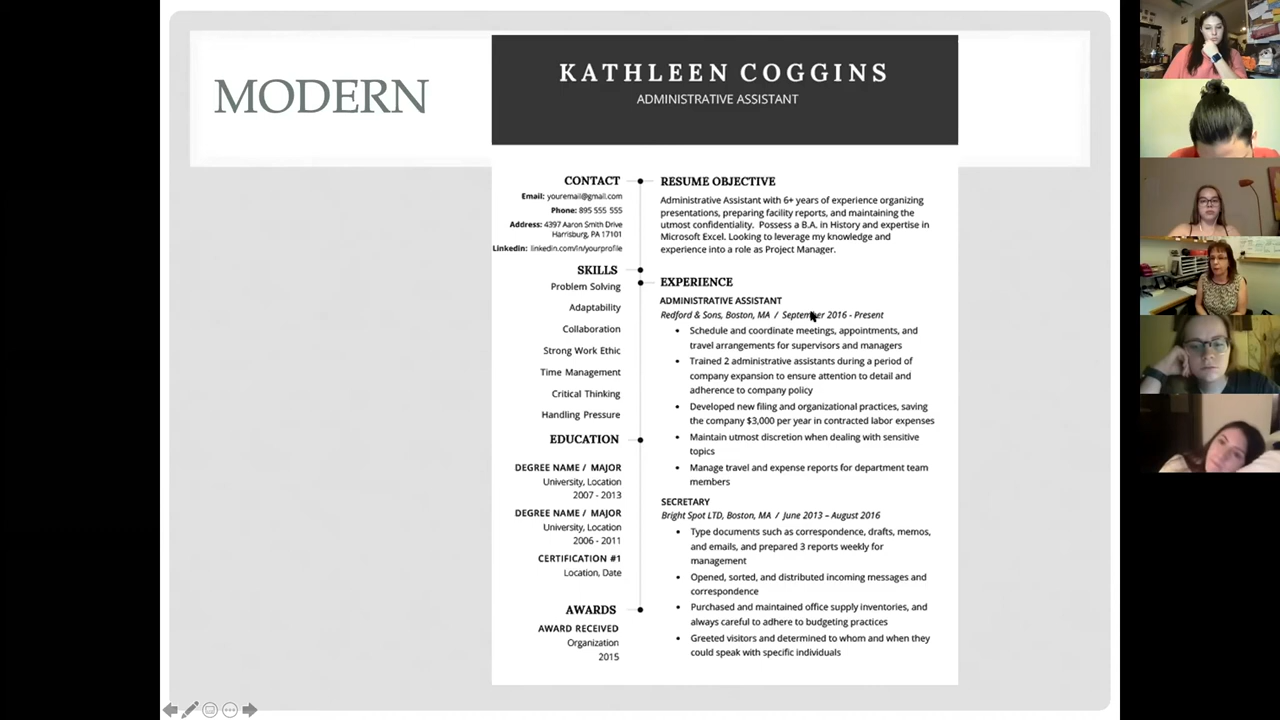 MODERN
KATHLEEN COGGINS
ADMINISTRATIVE ASSISTANT
CONTACT
Email: youremail@gmail.com
Phone: 895 555 555
Address: 4397 Aaron Smith Drive
Harrisburg, PA 17101
Linkedin: linkedin.com/in/yourprofile
SKILLS
Problem Solving
Adaptability
Collaboration
Strong Work Ethic
Time Management
Critical Thinking
Handling Pressure
EDUCATION
DEGREE NAME / MAJOR
University, Location
2007 - 2013
DEGREE NAME / MAJOR
University, Location
2006 - 2011
CERTIFICATION #1
Location, Date
AWARDS
AWARD RECEIVED
Organization
2015
RESUME OBJECTIVE
Administrative Assistant with 6+ years of experience organizing
presentations, preparing facility reports, and maintaining the
utmost confidentiality. Possess a B.A. in History and expertise in
Microsoft Excel. Looking to leverage my knowledge and
experience into a role as Project Manager.
EXPERIENCE
ADMINISTRATIVE ASSISTANT
Redford & Sons, Boston, MA / September 2016 - Present
• Schedule and coordinate meetings, appointments, and
travel arrangements for supervisors and managers
• Trained 2 administrative assistants during a period of
company expansion to ensure attention to detail and
adherence to company policy
• Developed new filing and organizational practices, saving
the company $3,000 per year in contracted labor expenses
• Maintain utmost discretion when dealing with sensitive
topics
• Manage travel and expense reports for department team
members
SECRETARY
Bright Spot LTD, Boston, MA / June 2013 – August 2016
• Type documents such as correspondence, drafts, memos,
and emails, and prepared 3 reports weekly for
management
• Opened, sorted, and distributed incoming messages and
correspondence
• Purchased and maintained office supply inventories, and
always careful to adhere to budgeting practices
• Greeted visitors and determined to whom and when they
could speak with specific individuals